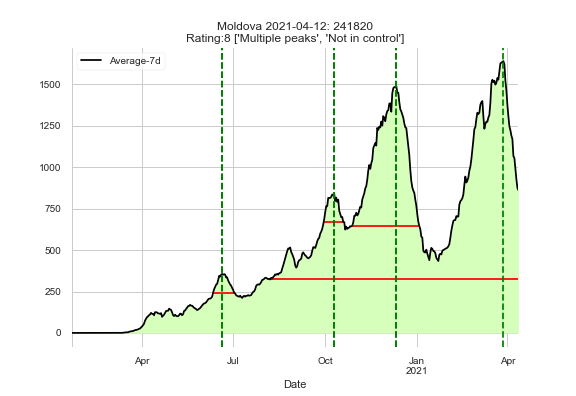 Moldova 2021-04-12: 241820
Rating:8 ['Multiple peaks', 'Not in control']
Average-7d
1500
1250
1000
750
500
250
0
Apr
Jul
Oct
Jan
2021
Apr
Date